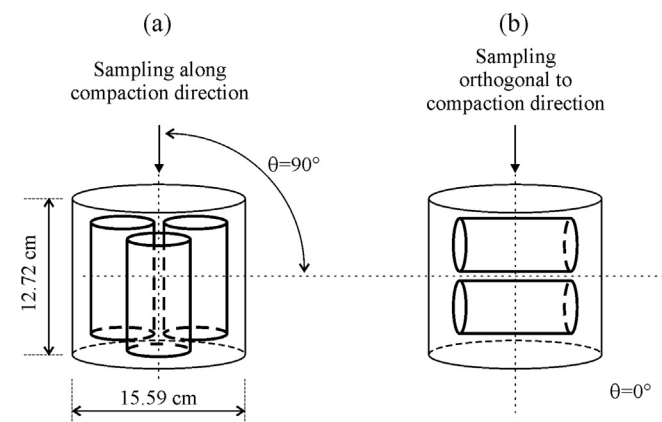 (a)
Sampling along
compaction direction
θ=90°
12.72 cm
15.59 cm
(b)
Sampling
orthogonal to
compaction direction
θ=0°